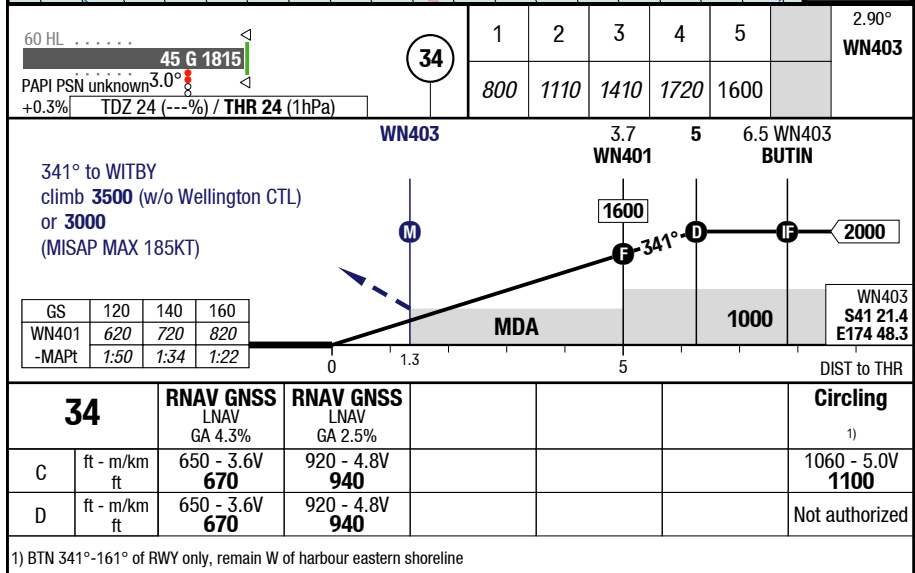 60 HL . . . . . .
45 G 1815
PAPI PSN unknown 3.0°
+0.3% TDZ 24 (---%) / THR 24 (1hPa)
34
1 2 3 4 5 2.90° WN403
800 1110 1410 1720 1600
WN403 3.7 WN401 5 6.5 WN403 BUTIN
341° to WITBY
climb 3500 (w/o Wellington CTL)
or 3000
(MISAP MAX 185KT)
1600
M F 341° D IF 2000
MDA 1000
WN403
S41 21.4
E174 48.3
GS 120 140 160
WN401 620 720 820
-MAPt 1:50 1:34 1:22
0 1.3 5 DIST to THR
34 RNAV GNSS LNAV GA 4.3% RNAV GNSS LNAV GA 2.5% Circling 1)
C ft - m/km 650 - 3.6V 920 - 4.8V 1060 - 5.0V
ft 670 940 1100
D ft - m/km 650 - 3.6V 920 - 4.8V Not authorized
ft 670 940
1) BTN 341°-161° of RWY only, remain W of harbour eastern shoreline